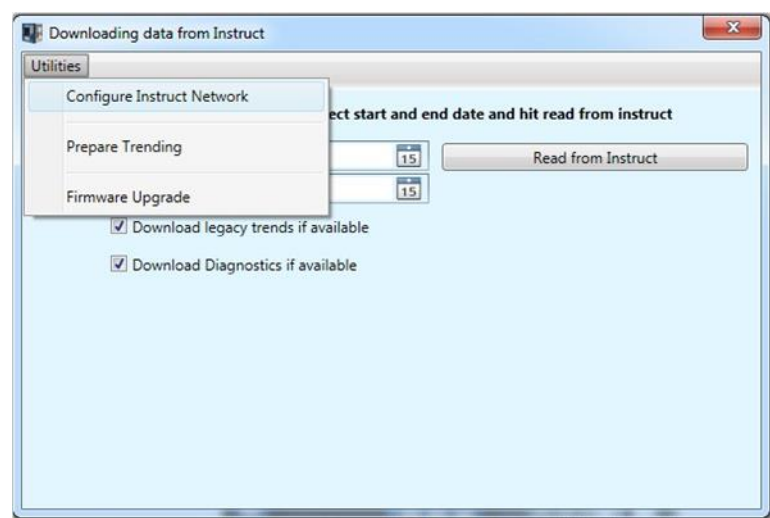 Downloading data from Instruct
Utilities
Configure Instruct Network
ect start and end date and hit read from instruct
Prepare Trending
15
Read from Instruct
15
Firmware Upgrade
Download legacy trends if available
Download Diagnostics if available